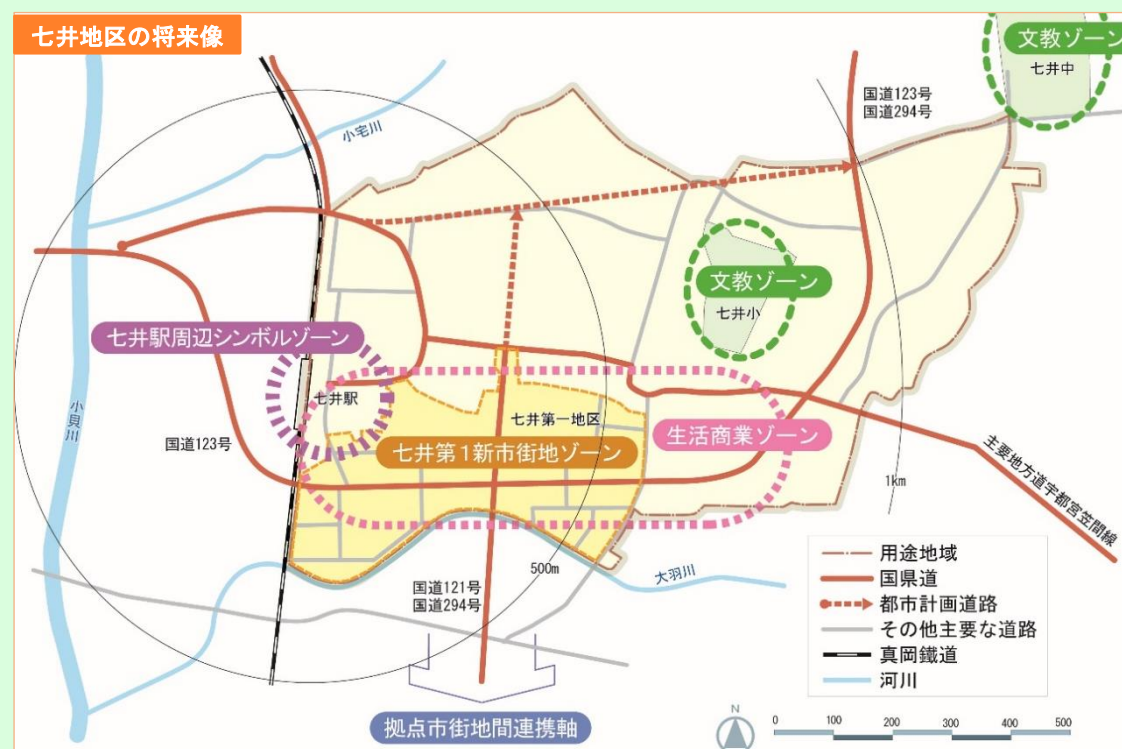 七井地区の将来像
文教ゾーン
七井中
国道123号
国道294号
小宅川
文教ゾーン
七井小
七井駅周辺シンボルゾーン
七井駅
七井第一地区
生活商業ゾーン
七井第1新市街地ゾーン
小貝川
国道123号
1km
主要地方道宇都宮笠間線
500m
大羽川
国道121号
国道294号
拠点市街地間連携軸
用途地域
国県道
都市計画道路
その他主要な道路
真岡鐵道
河川
N
0 100 200 300 400 500